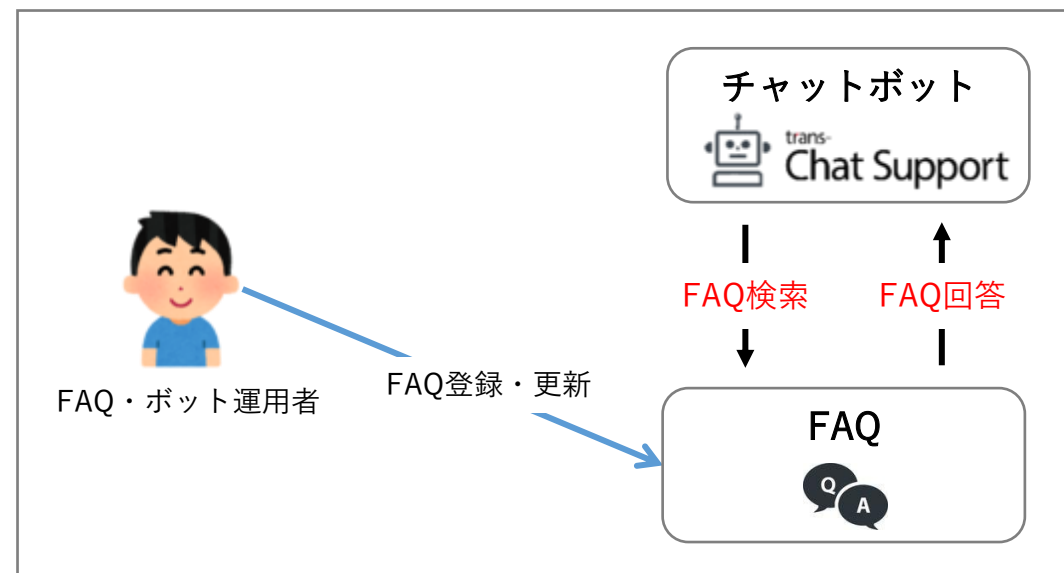 チャットボット
trans-
Chat Support
FAQ検索
FAQ回答
FAQ・ボット運用者
FAQ登録・更新
FAQ
Q
A